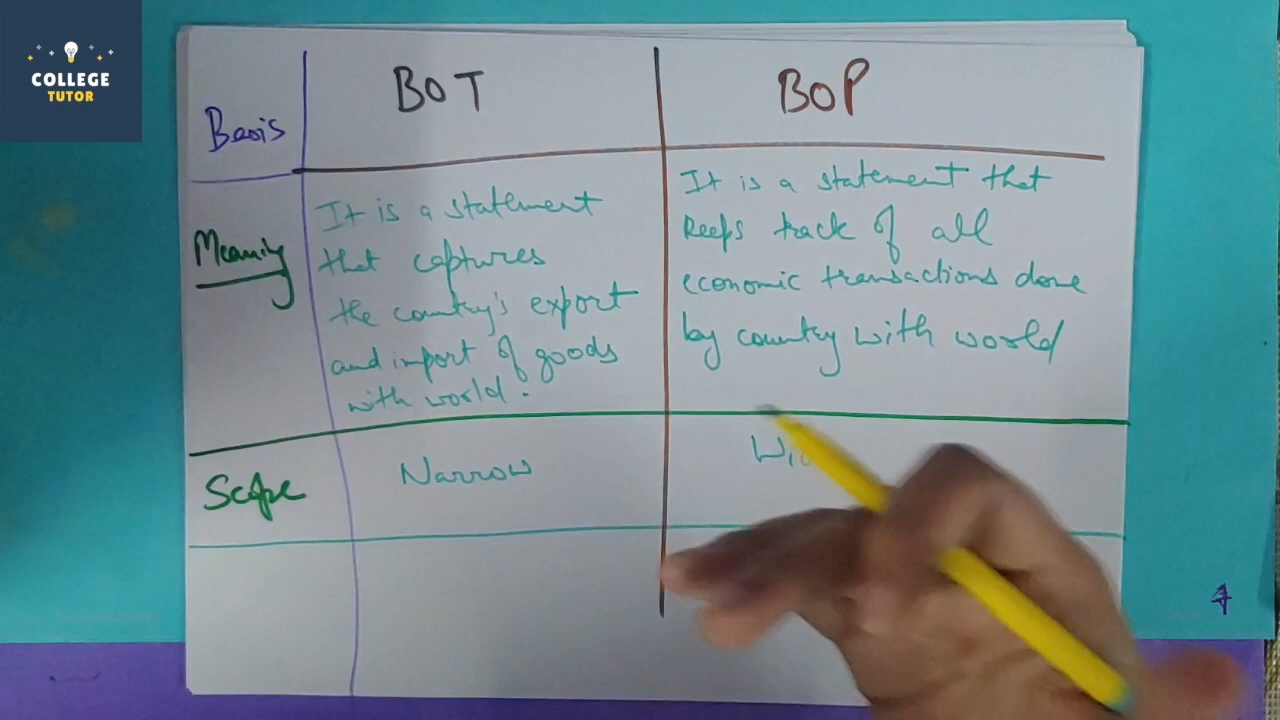 COLLEGE
TUTOR
Basis
BOT
BOP
Meaning
It is a statement
that captures
the country's export
and import of goods
with world.
It is a statement that
keeps track of all
economic transactions done
by country with world
Scope
Narrow